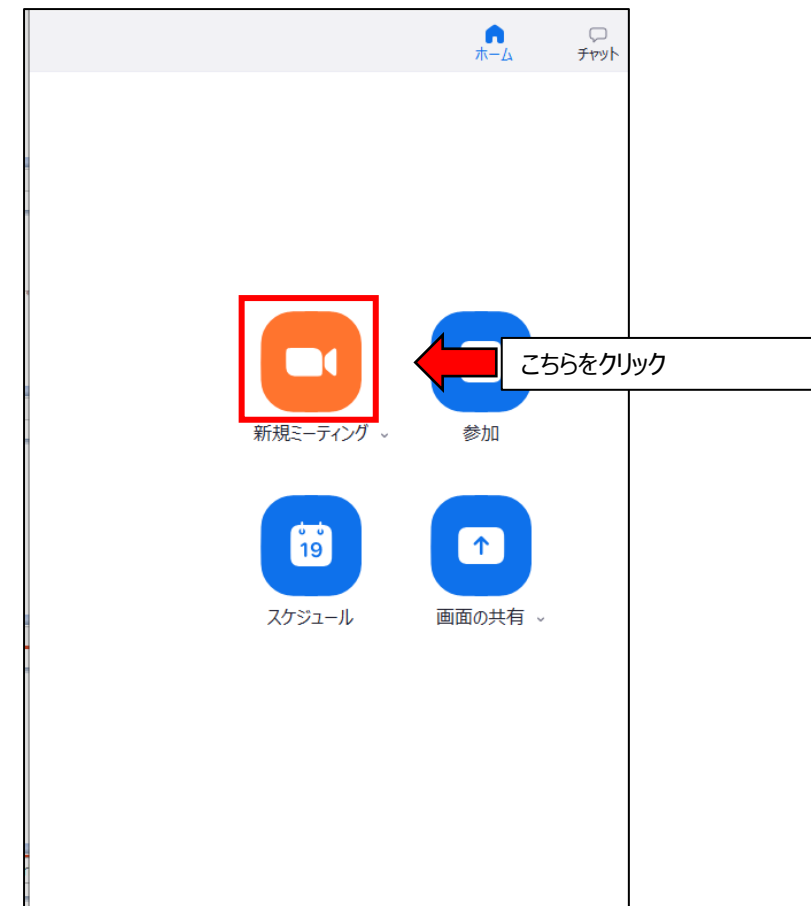 ホーム
チャット
こちらをクリック
新規ミーティング
参加
19
スケジュール
画面の共有